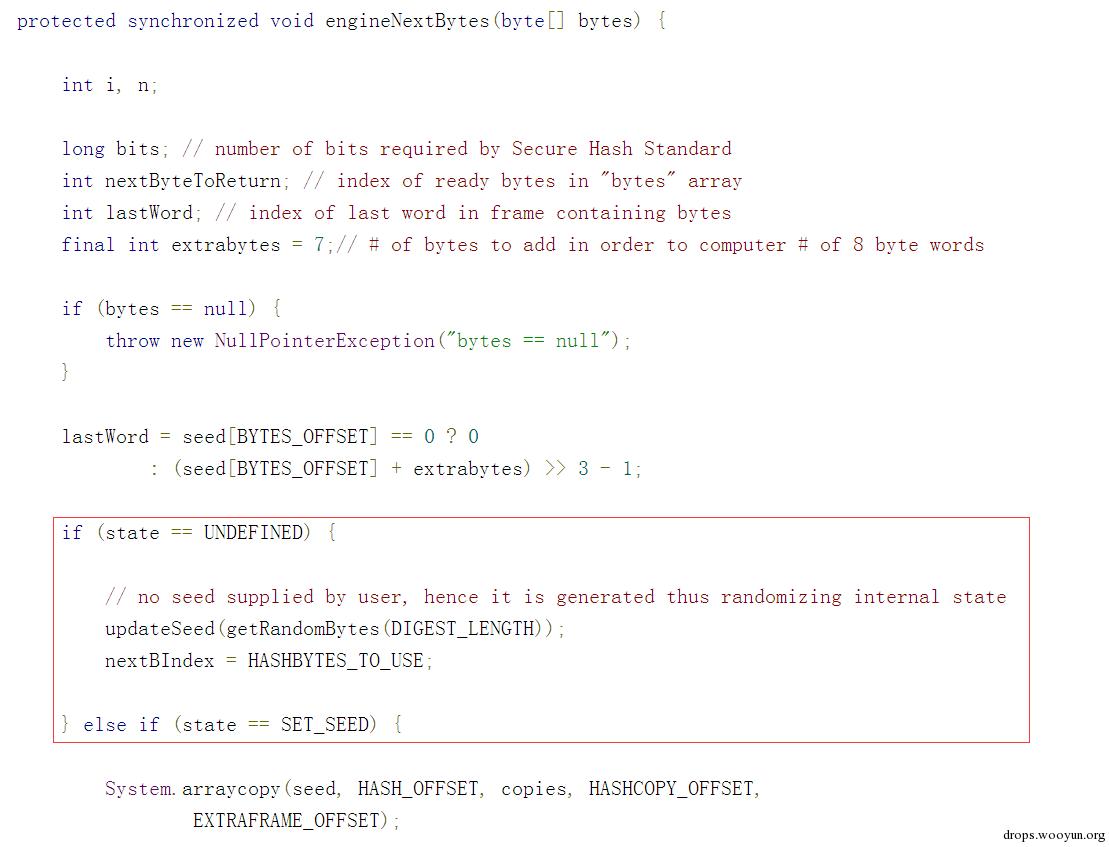 protected synchronized void engineNextBytes(byte[] bytes) {
int i, n;
long bits; // number of bits required by Secure Hash Standard
int nextByteToReturn; // index of ready bytes in "bytes" array
int lastWord; // index of last word in frame containing bytes
final int extrabytes = 7;// # of bytes to add in order to computer # of 8 byte words
if (bytes == null) {
throw new NullPointerException("bytes == null");
}
lastWord = seed[BYTES_OFFSET] == 0 ? 0
: (seed[BYTES_OFFSET] + extrabytes) >> 3 - 1;
if (state == UNDEFINED) {
// no seed supplied by user, hence it is generated thus randomizing internal state
updateSeed(getRandomBytes(DIGEST_LENGTH));
nextBIndex = HASHBYTES_TO_USE;
} else if (state == SET_SEED) {
System.arraycopy(seed, HASH_OFFSET, copies, HASHCOPY_OFFSET,
EXTRAFRAME_OFFSET);
drops.wooyun.org